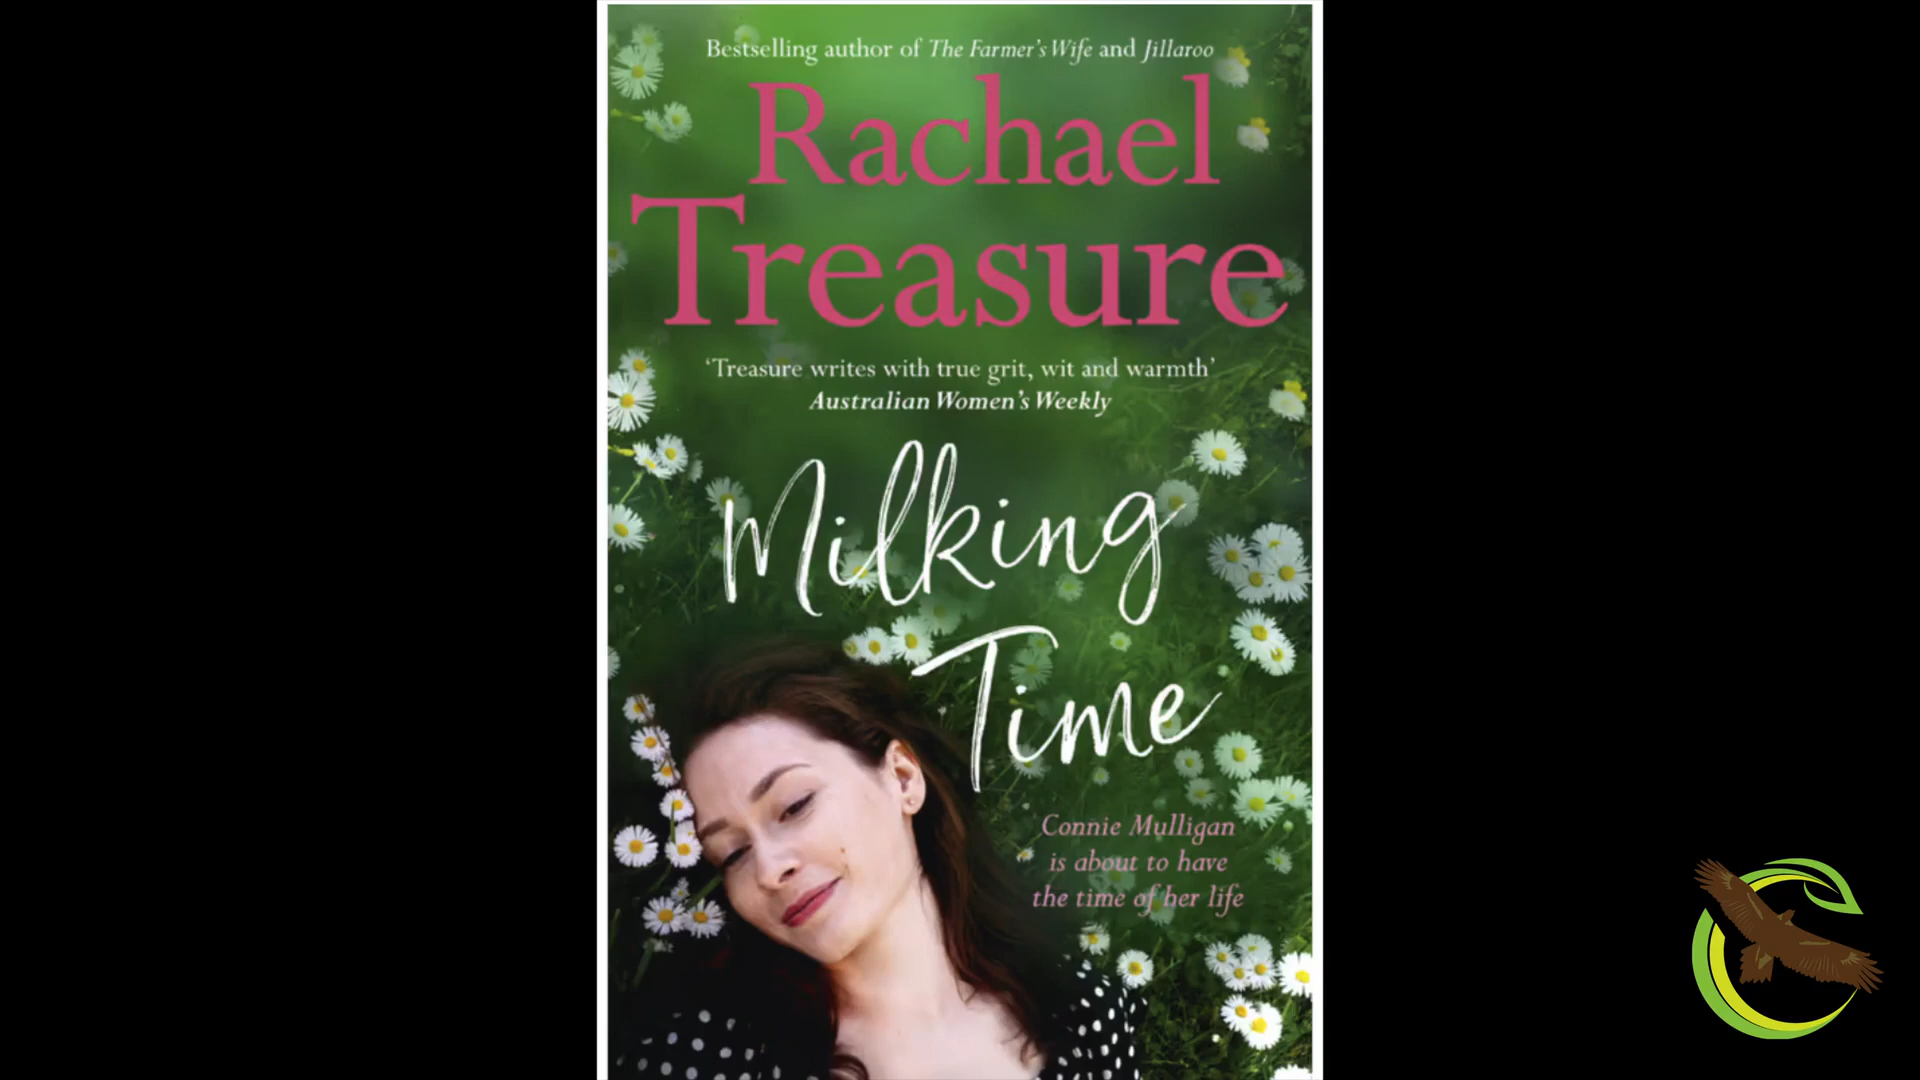 Bestselling author of The Farmer's Wife and Jillaroo
Rachael
Treasure
'Treasure writes with true grit, wit and warmth'
Australian Women's Weekly
Milking
Time
Connie Mulligan
is about to have
the time of her life